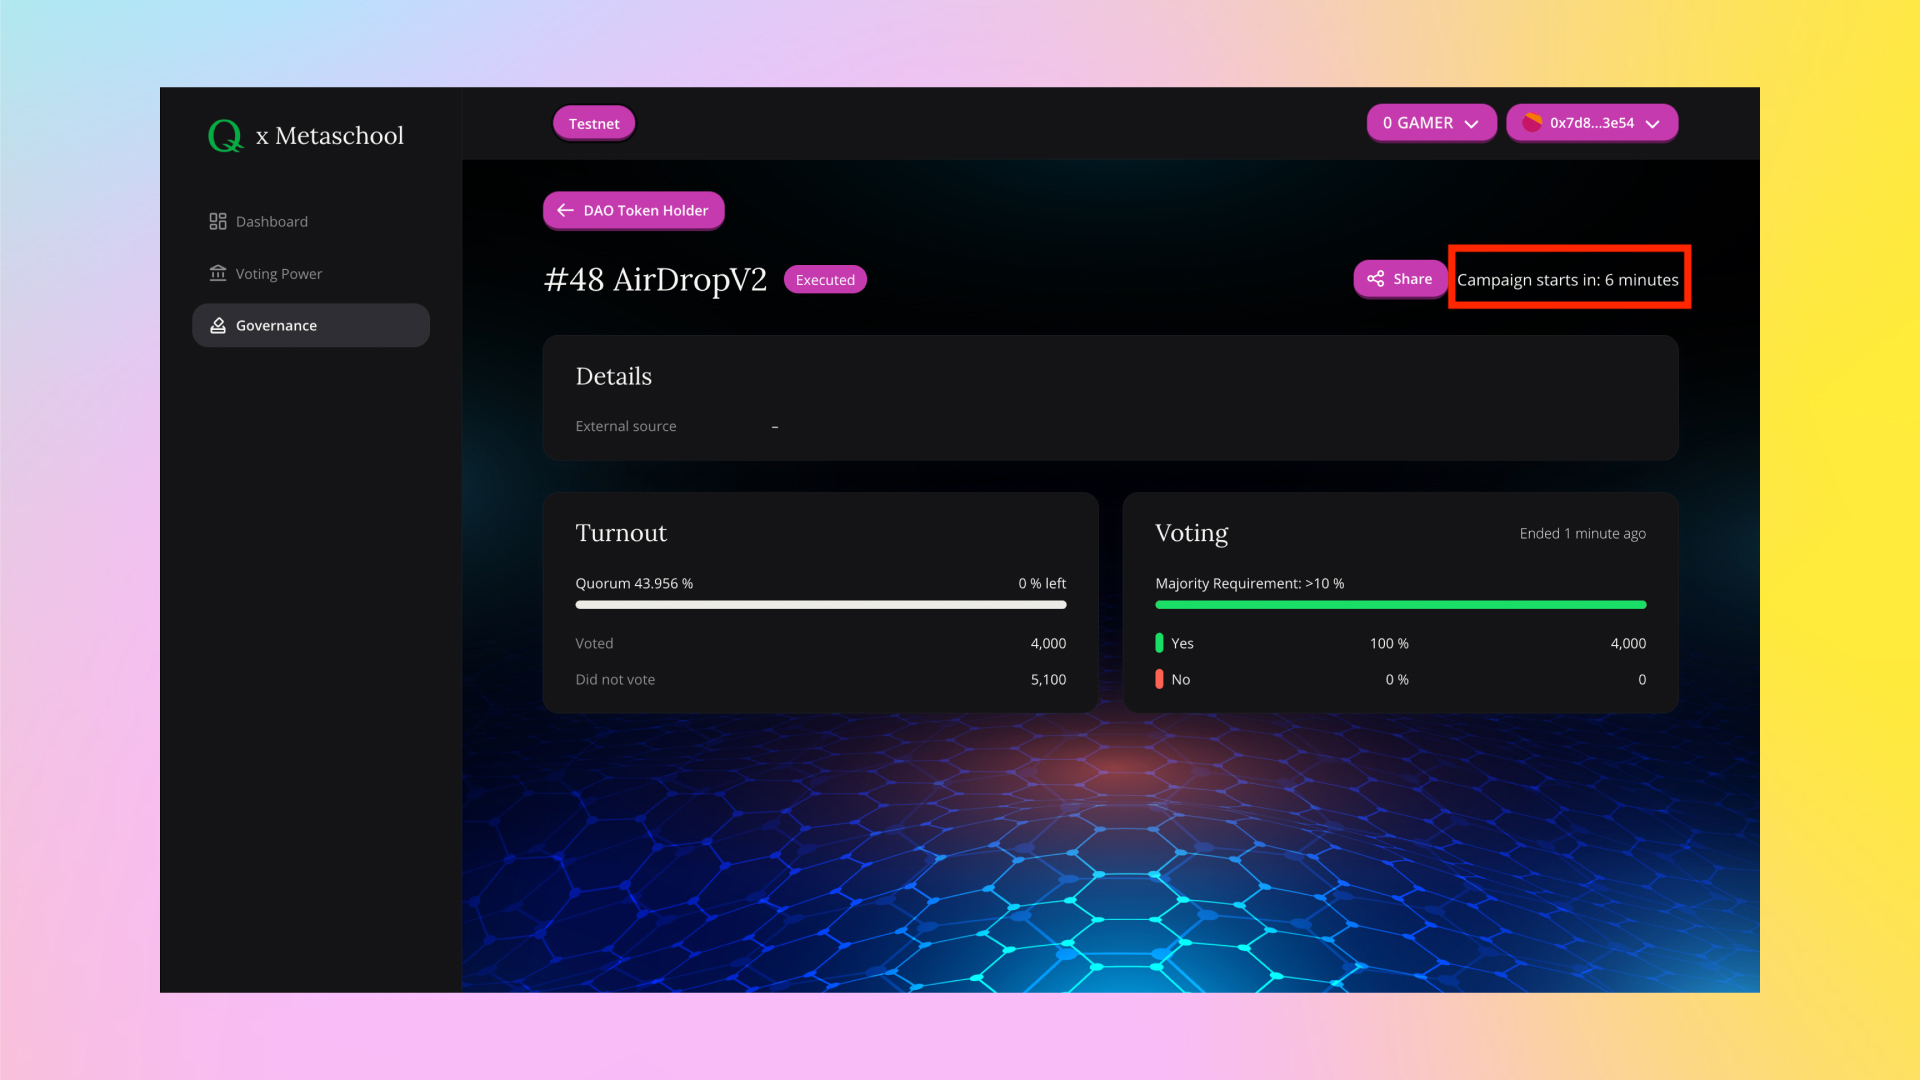 Q x Metaschool
Testnet
0 GAMER
0x7d8...3e54
Dashboard
Voting Power
Governance
DAO Token Holder
#48 AirDropV2
Executed
Share
Campaign starts in: 6 minutes
Details
External source –
Turnout
Quorum 43.956 % 0 % left
Voted 4,000
Did not vote 5,100
Voting
Ended 1 minute ago
Majority Requirement: >10 %
Yes 100 % 4,000
No 0 % 0